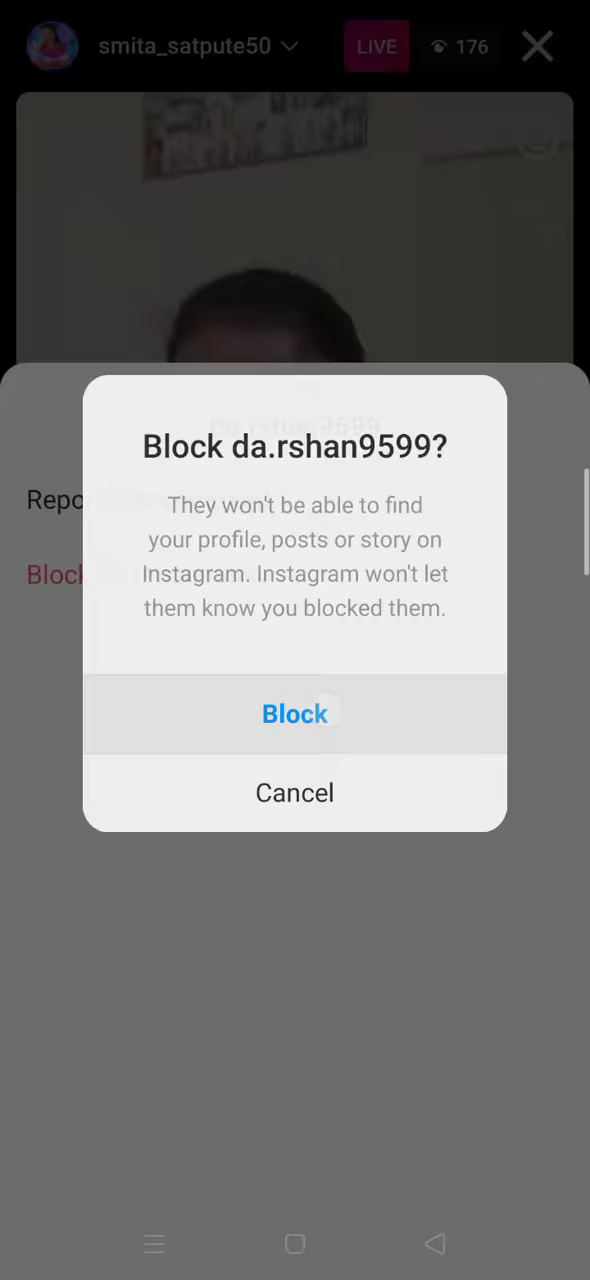 smita_satpute50
LIVE
176
Block da.rshan9599?
They won't be able to find
your profile, posts or story on
Instagram. Instagram won't let
them know you blocked them.
Block
Cancel